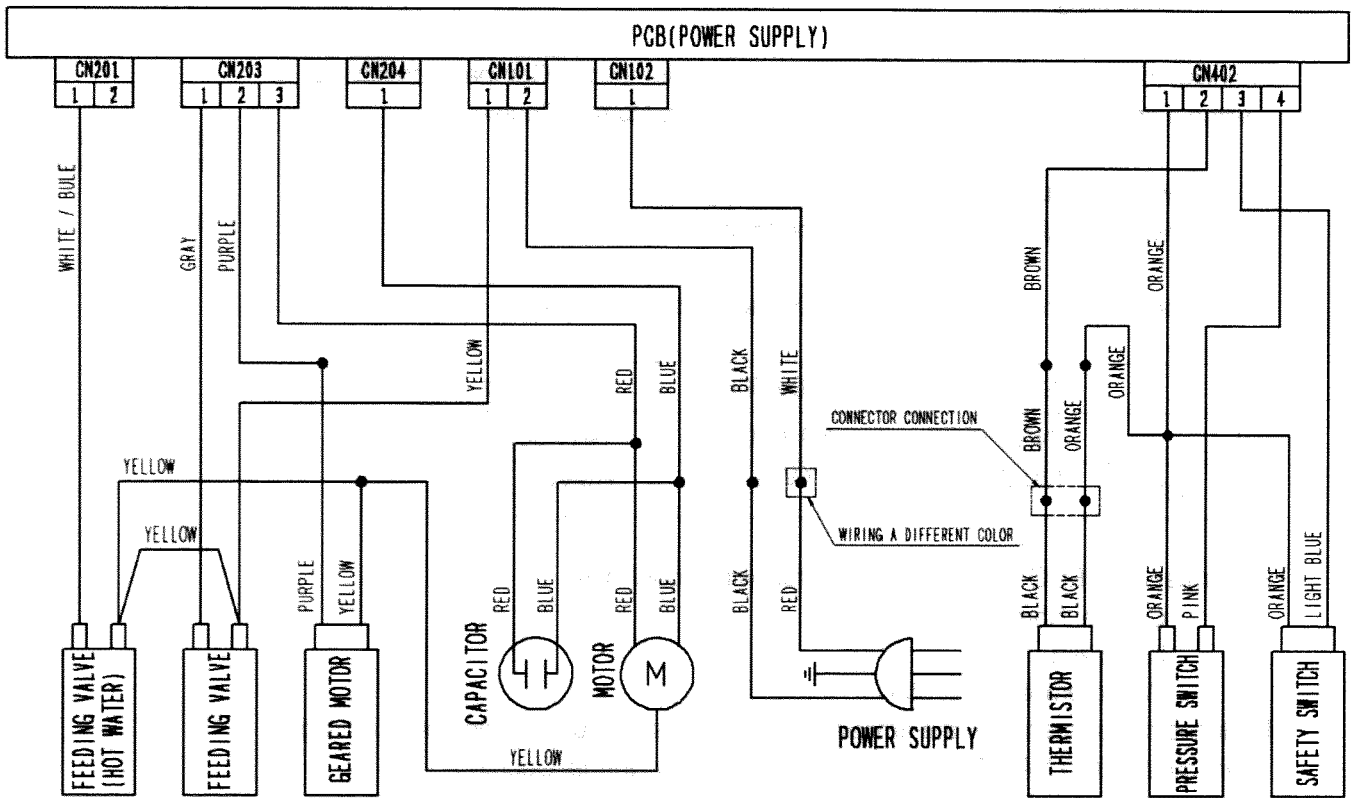 PCB(POWER SUPPLY)
CN201
CN203
CN204
CN101
CN102
CN402
1 2
1 2 3
1
1 2
1
1 2 3 4
WHITE / BULE
GRAY
PURPLE
YELLOW
RED
BLUE
BLACK
WHITE
BROWN
ORANGE
ORANGE
CONNECTOR CONNECTION
BROWN
ORANGE
YELLOW
YELLOW
WIRING A DIFFERENT COLOR
PURPLE
YELLOW
RED
BLUE
RED
BLUE
BLACK
RED
BLACK
BLACK
ORANGE
PINK
ORANGE
LIGHT BLUE
FEEDING VALVE
(HOT WATER)
FEEDING VALVE
GEARED MOTOR
CAPACITOR
MOTOR
M
YELLOW
POWER SUPPLY
THERMISTOR
PRESSURE SWITCH
SAFETY SWITCH